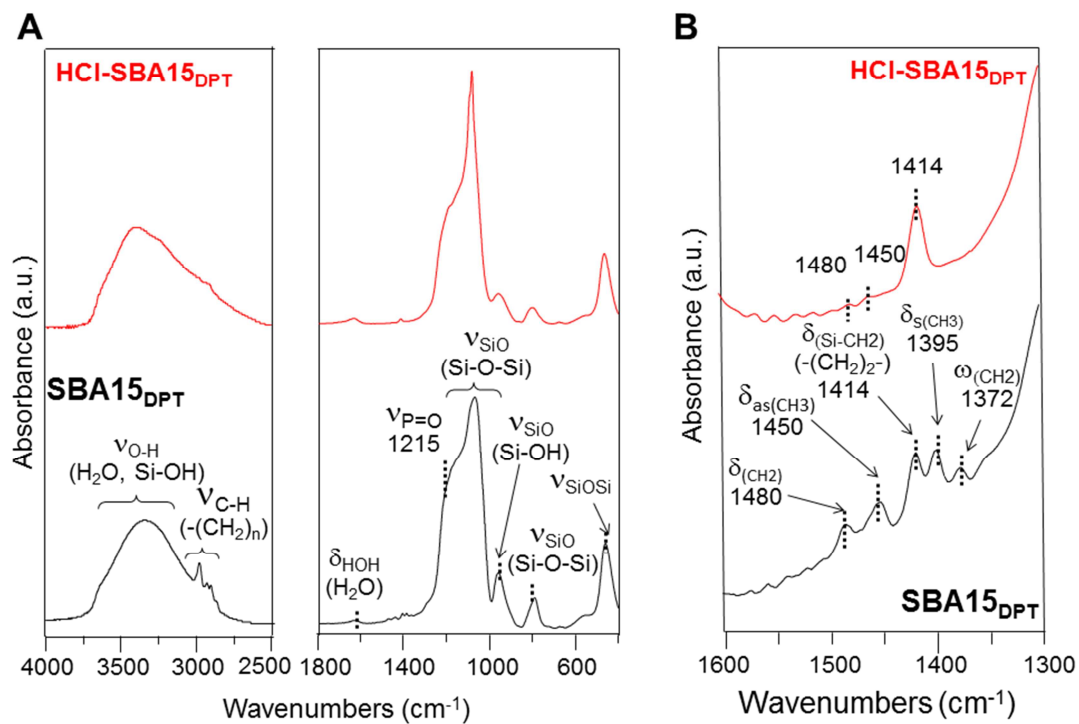 A
HCl-SBA15DPT
SBA15DPT
νO-H
(H2O, Si-OH)
νC-H
(-(CH2)n)
νSiO
(Si-O-Si)
νP=O
1215
νSiO
(Si-OH)
νSiOSi
νSiO
(Si-O-Si)
δHOH
(H2O)
Absorbance (a.u.)
4000 3500 3000 2500
1800 1400 1000 600
Wavenumbers (cm-1)
B
HCl-SBA15DPT
1414
1480
1450
δ(Si-CH2)
(-(CH2)2-)
1414
δS(CH3)
1395
ω(CH2)
1372
δas(CH3)
1450
δ(CH2)
1480
SBA15DPT
Absorbance (a.u.)
1600 1500 1400 1300
Wavenumbers (cm-1)